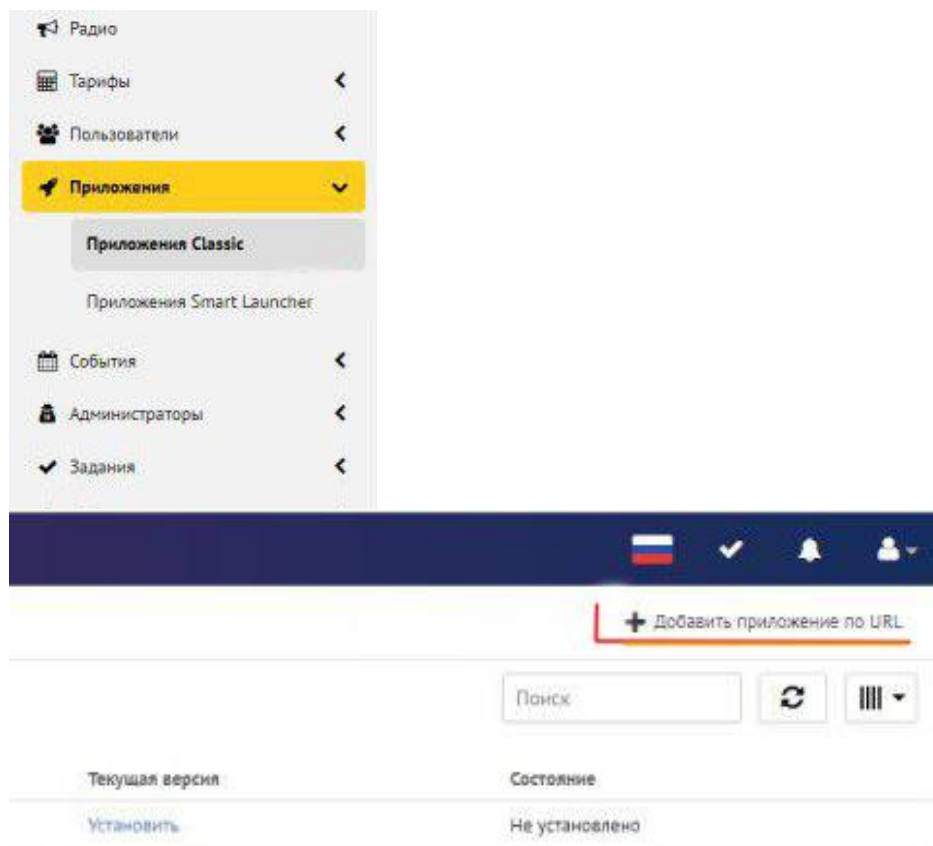 Радио
Тарифы
Пользователи
Приложения
Приложения Classic
Приложения Smart Launcher
События
Администраторы
Задания
Добавить приложение по URL
Поиск
Текущая версия Состояние
Установить Не установлено